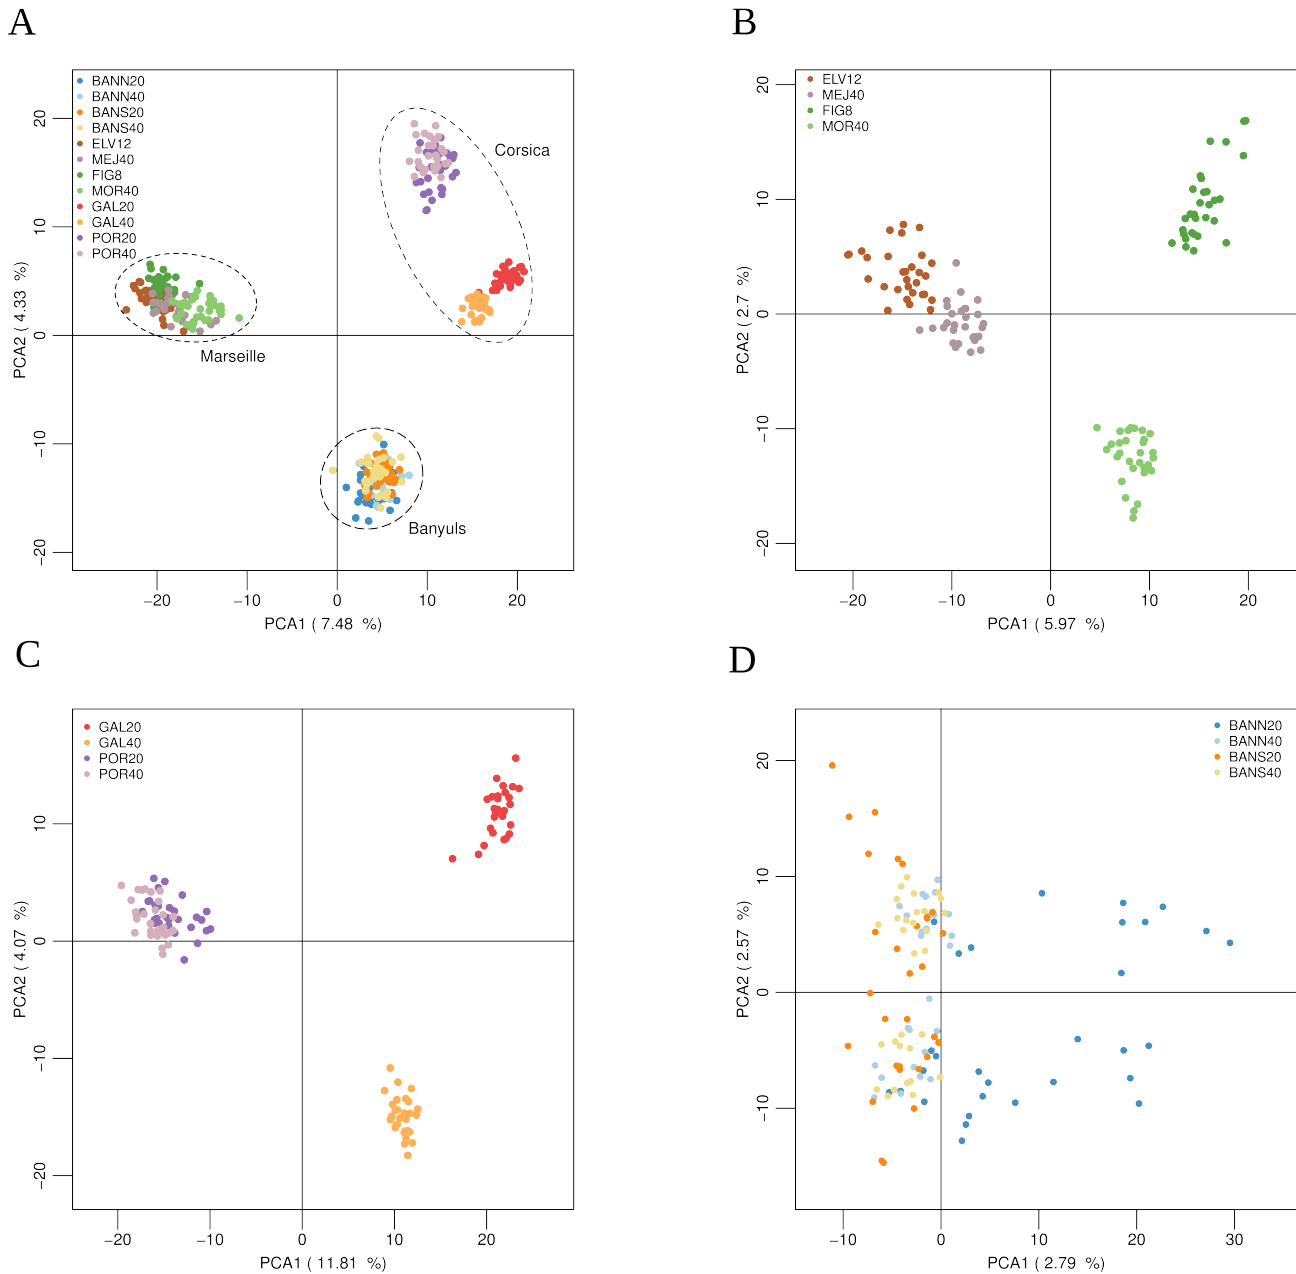 A
BANN20
BANN40
BANS20
BANS40
ELV12
MEJ40
FIG8
MOR40
GAL20
GAL40
POR20
POR40
Corsica
Marseille
Banyuls
20
10
0
−10
−20
PCA2 ( 4.33 %)
−20 −10 0 10 20
PCA1 ( 7.48 %)
B
ELV12
MEJ40
FIG8
MOR40
20
10
0
−10
−20
PCA2 ( 2.7 %)
−20 −10 0 10 20
PCA1 ( 5.97 %)
C
GAL20
GAL40
POR20
POR40
10
0
−10
−20
PCA2 ( 4.07 %)
−20 −10 0 10 20
PCA1 ( 11.81 %)
D
BANN20
BANN40
BANS20
BANS40
20
10
0
−10
PCA2 ( 2.57 %)
−10 0 10 20 30
PCA1 ( 2.79 %)